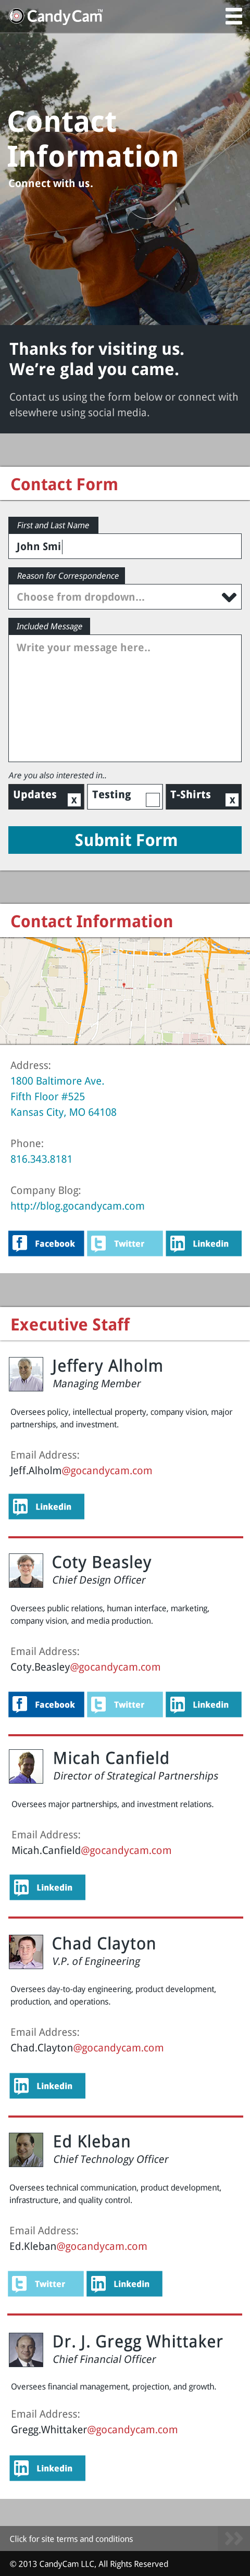 CandyCam™
Contact
Information
Connect with us.
Thanks for visiting us.
We're glad you came.
Contact us using the form below or connect with
elsewhere using social media.
Contact Form
First and Last Name
John Smi
Reason for Correspondence
Choose from dropdown...
Included Message
Write your message here..
Are you also interested in..
Updates x Testing T-Shirts x
Submit Form
Contact Information
Address:
1800 Baltimore Ave.
Fifth Floor #525
Kansas City, MO 64108
Phone:
816.343.8181
Company Blog:
http://blog.gocandycam.com
Facebook Twitter Linkedin
Executive Staff
Jeffery Alholm
Managing Member
Oversees policy, intellectual property, company vision, major
partnerships, and investment.
Email Address:
Jeff.Alholm@gocandycam.com
Linkedin
Coty Beasley
Chief Design Officer
Oversees public relations, human interface, marketing,
company vision, and media production.
Email Address:
Coty.Beasley@gocandycam.com
Facebook Twitter Linkedin
Micah Canfield
Director of Strategical Partnerships
Oversees major partnerships, and investment relations.
Email Address:
Micah.Canfield@gocandycam.com
Linkedin
Chad Clayton
V.P. of Engineering
Oversees day-to-day engineering, product development,
production, and operations.
Email Address:
Chad.Clayton@gocandycam.com
Linkedin
Ed Kleban
Chief Technology Officer
Oversees technical communication, product development,
infrastructure, and quality control.
Email Address:
Ed.Kleban@gocandycam.com
Twitter Linkedin
Dr. J. Gregg Whittaker
Chief Financial Officer
Oversees financial management, projection, and growth.
Email Address:
Gregg.Whittaker@gocandycam.com
Linkedin
Click for site terms and conditions
© 2013 CandyCam LLC, All Rights Reserved